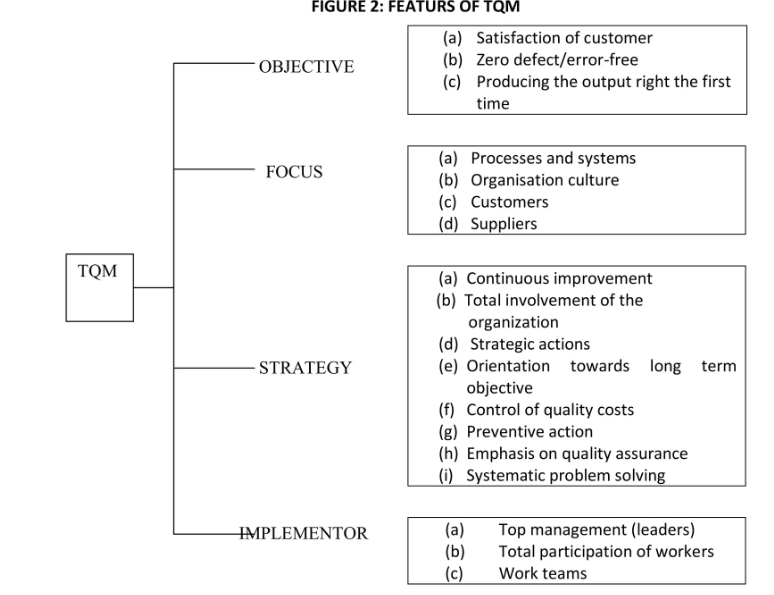 FIGURE 2: FEATURS OF TQM
OBJECTIVE
(a) Satisfaction of customer
(b) Zero defect/error-free
(c) Producing the output right the first
time
FOCUS
(a) Processes and systems
(b) Organisation culture
(c) Customers
(d) Suppliers
TQM
STRATEGY
(a) Continuous improvement
(b) Total involvement of the
organization
(d) Strategic actions
(e) Orientation towards long term
objective
(f) Control of quality costs
(g) Preventive action
(h) Emphasis on quality assurance
(i) Systematic problem solving
IMPLEMENTOR
(a) Top management (leaders)
(b) Total participation of workers
(c) Work teams